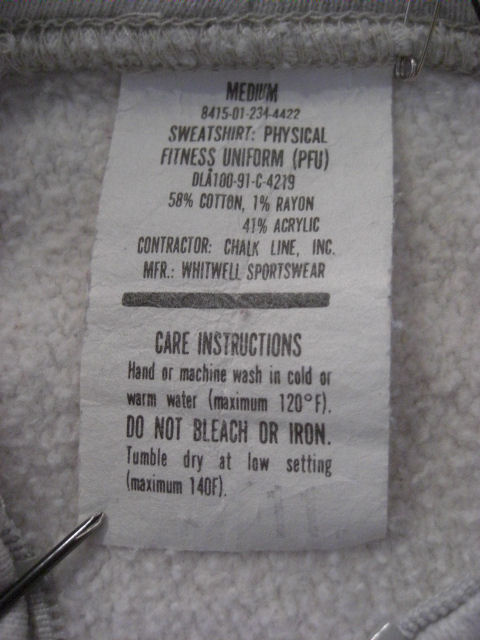 MEDIUM
8415-01-234-4422
SWEATSHIRT: PHYSICAL
FITNESS UNIFORM (PFU)
DLA100-91-C-4219
58% COTTON, 1% RAYON
41% ACRYLIC
CONTRACTOR: CHALK LINE, INC.
MFR.: WHITWELL SPORTSWEAR
CARE INSTRUCTIONS
Hand or machine wash in cold or
warm water (maximum 120°F).
DO NOT BLEACH OR IRON.
Tumble dry at low setting
(maximum 140F).
11